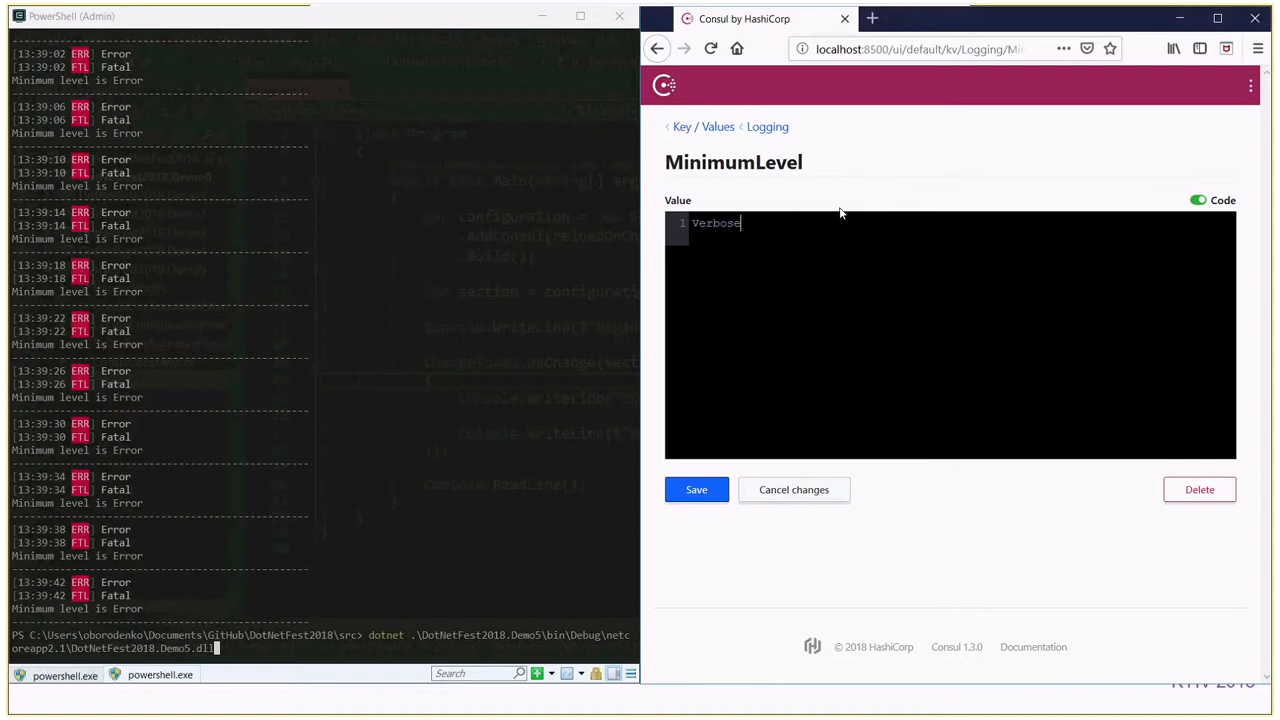 PowerShell (Admin)
[13:39:02 ERR] Error
[13:39:02 FTL] Fatal
Minimum level is Error
[13:39:06 ERR] Error
[13:39:06 FTL] Fatal
Minimum level is Error
[13:39:10 ERR] Error
[13:39:10 FTL] Fatal
Minimum level is Error
[13:39:14 ERR] Error
[13:39:14 FTL] Fatal
Minimum level is Error
[13:39:18 ERR] Error
[13:39:18 FTL] Fatal
Minimum level is Error
[13:39:22 ERR] Error
[13:39:22 FTL] Fatal
Minimum level is Error
[13:39:26 ERR] Error
[13:39:26 FTL] Fatal
Minimum level is Error
[13:39:30 ERR] Error
[13:39:30 FTL] Fatal
Minimum level is Error
[13:39:34 ERR] Error
[13:39:34 FTL] Fatal
Minimum level is Error
[13:39:38 ERR] Error
[13:39:38 FTL] Fatal
Minimum level is Error
[13:39:42 ERR] Error
[13:39:42 FTL] Fatal
Minimum level is Error
PS C:\Users\oborodenko\Documents\GitHub\DotNetFest2018\src> dotnet .\DotNetFest2018.Demo5\bin\Debug\netc
oreapp2.1\DotNetFest2018.Demo5.dll
powershell.exe
powershell.exe
Search
Consul by HashiCorp
localhost:8500/ui/default/kv/Logging/Mi
Key / Values
Logging
MinimumLevel
Value
Code
1 Verbose
Save
Cancel changes
Delete
© 2018 HashiCorp
Consul 1.3.0
Documentation